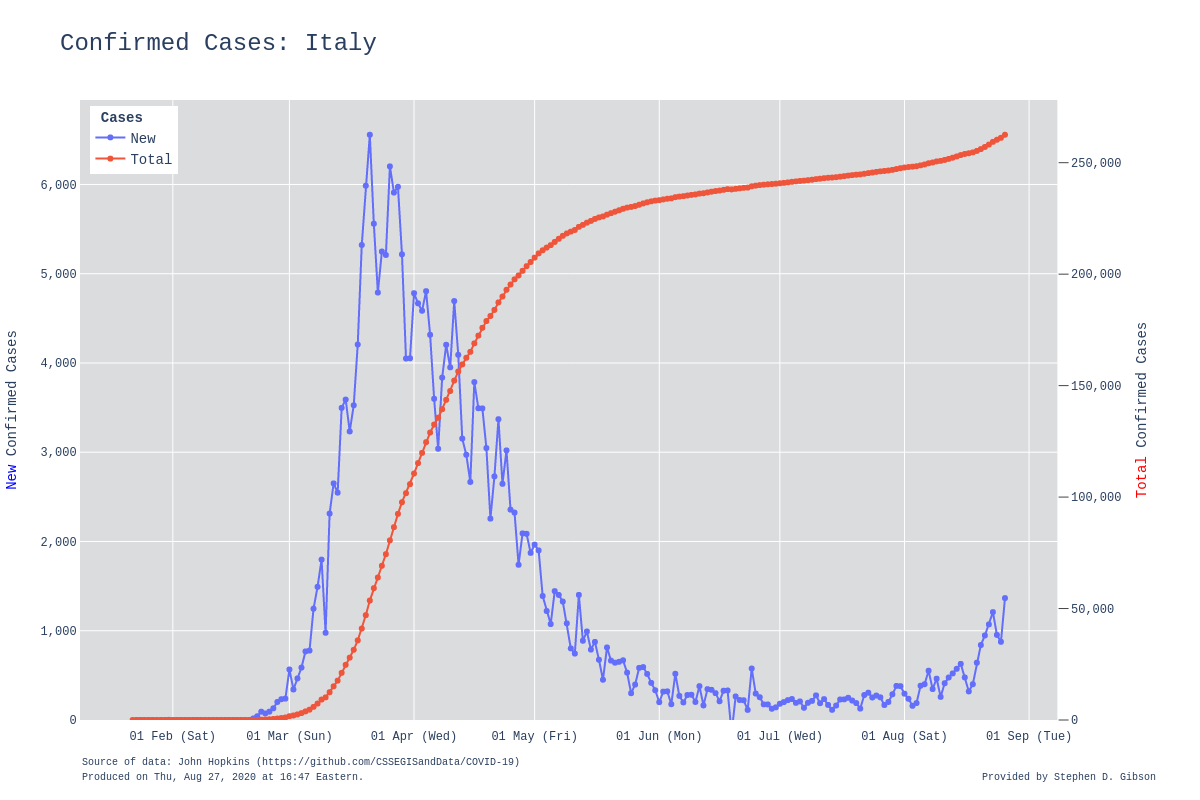 Confirmed Cases: Italy
Cases
New
Total
6,000
5,000
4,000
3,000
2,000
1,000
0
New Confirmed Cases
250,000
200,000
150,000
100,000
50,000
0
Total Confirmed Cases
01 Feb (Sat) 01 Mar (Sun) 01 Apr (Wed) 01 May (Fri) 01 Jun (Mon) 01 Jul (Wed) 01 Aug (Sat) 01 Sep (Tue)
Source of data: John Hopkins (https://github.com/CSSEGISandData/COVID-19)
Produced on Thu, Aug 27, 2020 at 16:47 Eastern.
Provided by Stephen D. Gibson